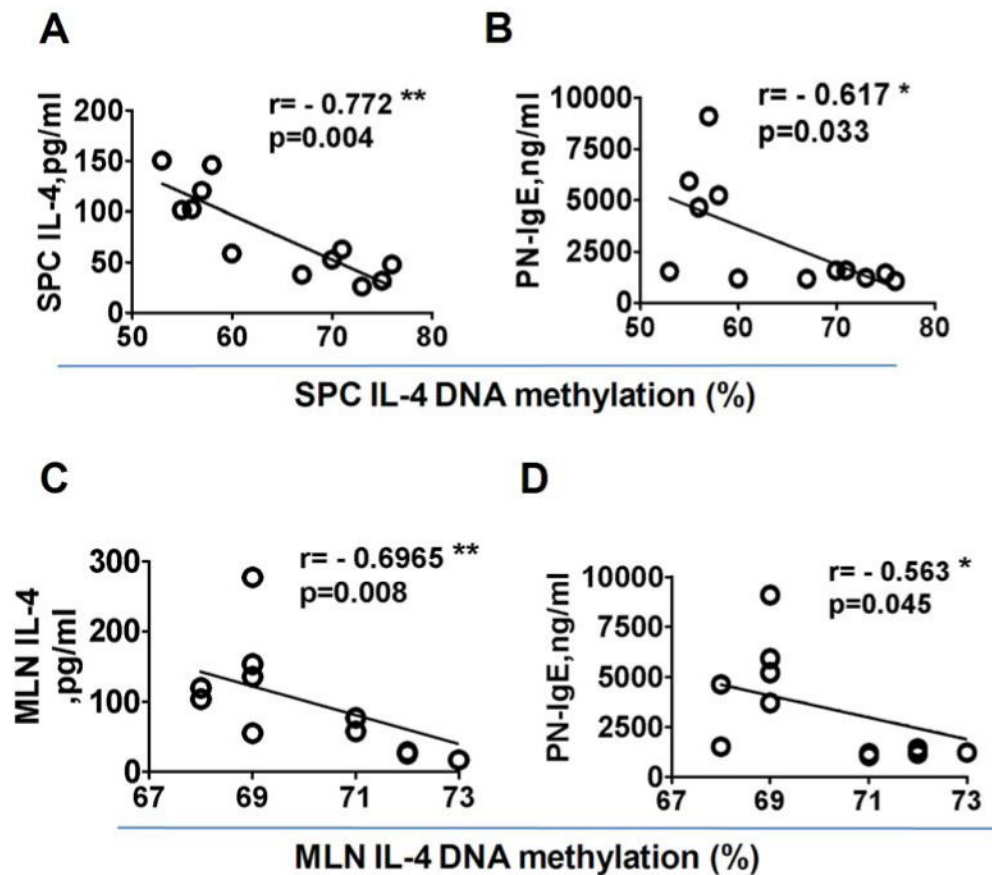 A
r= - 0.772 **
p=0.004
SPC IL-4,pg/ml
200
150
100
50
0
50 60 70 80
B
r= - 0.617 *
p=0.033
PN-IgE,ng/ml
10000
7500
5000
2500
0
50 60 70 80
SPC IL-4 DNA methylation (%)
C
r= - 0.6965 **
p=0.008
MLN IL-4
,pg/ml
300
200
100
0
67 69 71 73
D
r= - 0.563 *
p=0.045
PN-IgE,ng/ml
10000
7500
5000
2500
0
67 69 71 73
MLN IL-4 DNA methylation (%)